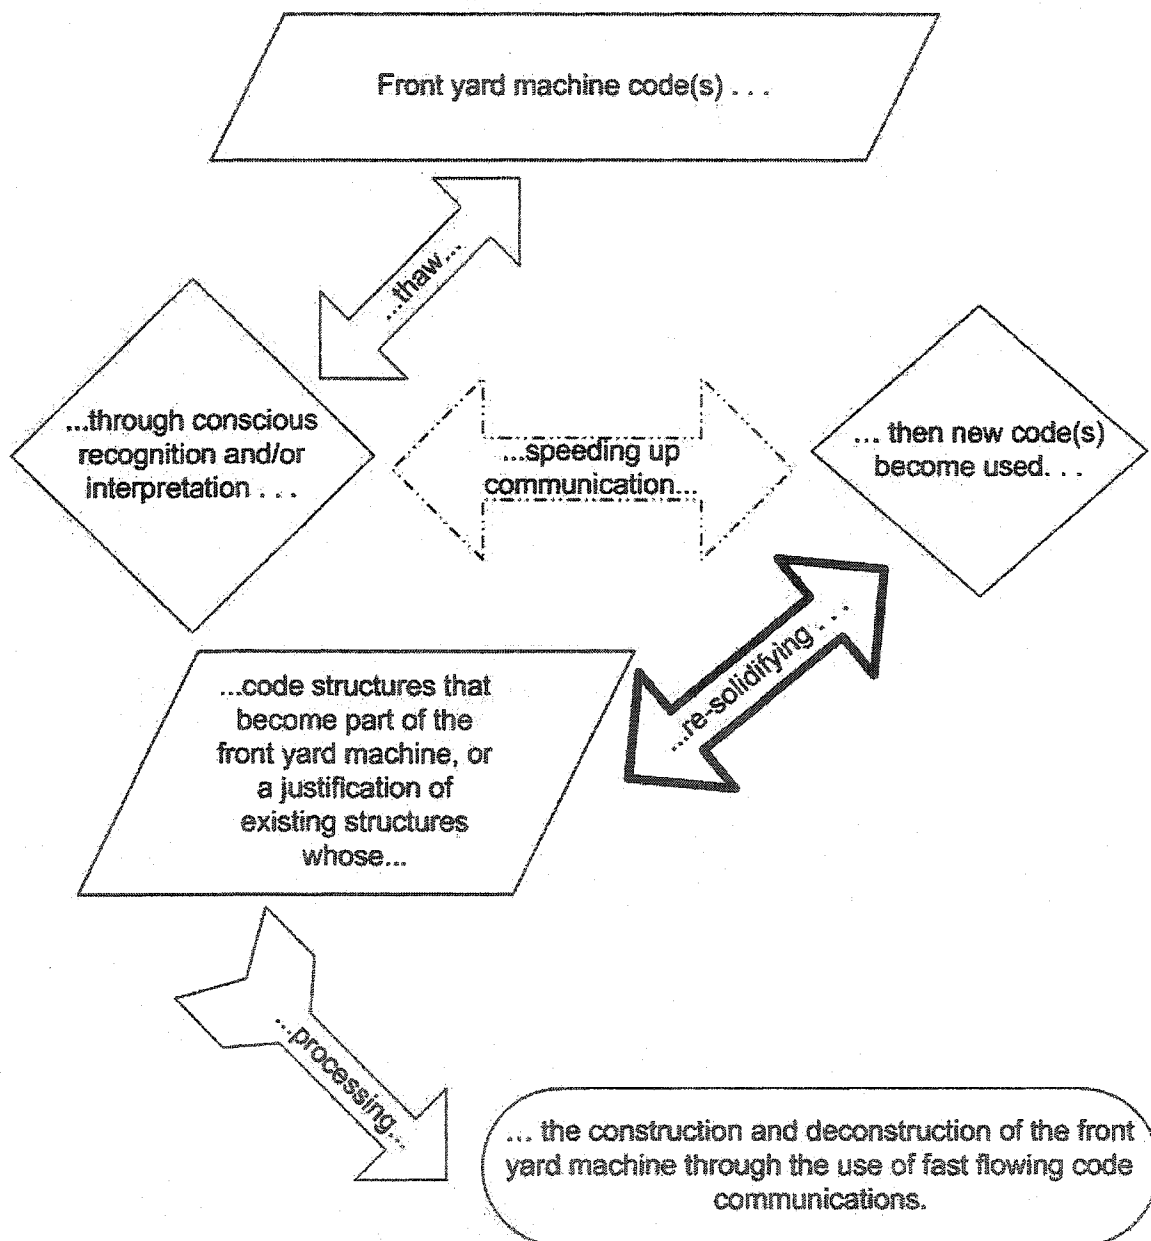 Front yard machine code(s) . . .
...thaw...
...through conscious
recognition and/or
interpretation . . .
...speeding up
communication...
... then new code(s)
become used. . .
...re-solidifying . . .
...code structures that
become part of the
front yard machine, or
a justification of
existing structures
whose...
...processing...
... the construction and deconstruction of the front
yard machine through the use of fast flowing code
communications.